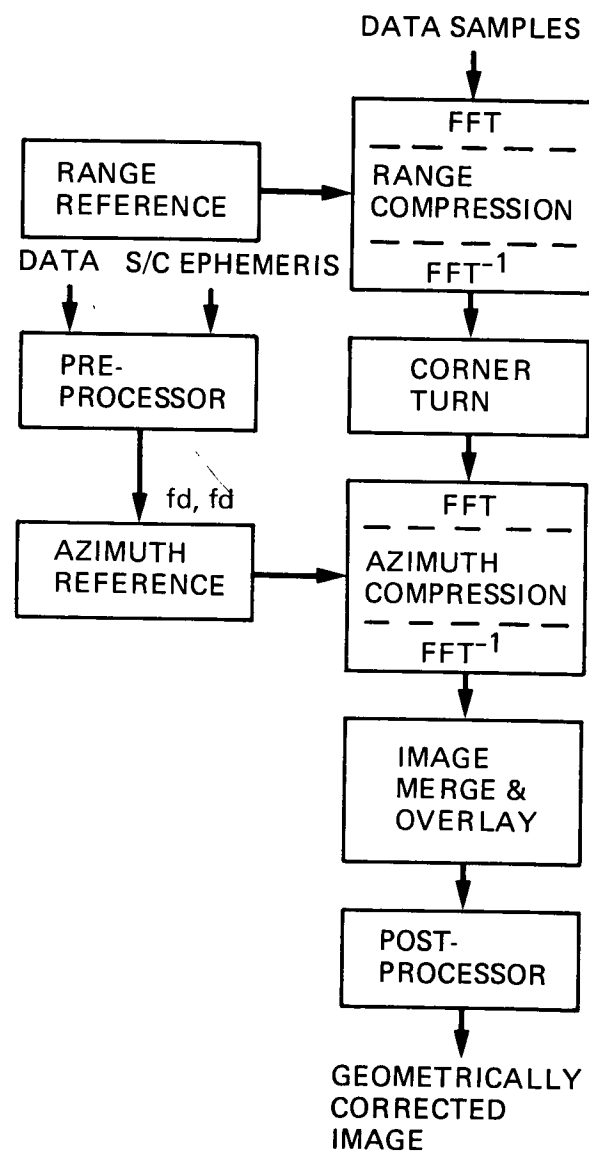 DATA SAMPLES
FFT
RANGE
COMPRESSION
FFT⁻¹
RANGE
REFERENCE
DATA S/C EPHEMERIS
PRE-
PROCESSOR
CORNER
TURN
fd, fd
AZIMUTH
REFERENCE
FFT
AZIMUTH
COMPRESSION
FFT⁻¹
IMAGE
MERGE &
OVERLAY
POST-
PROCESSOR
GEOMETRICALLY
CORRECTED
IMAGE